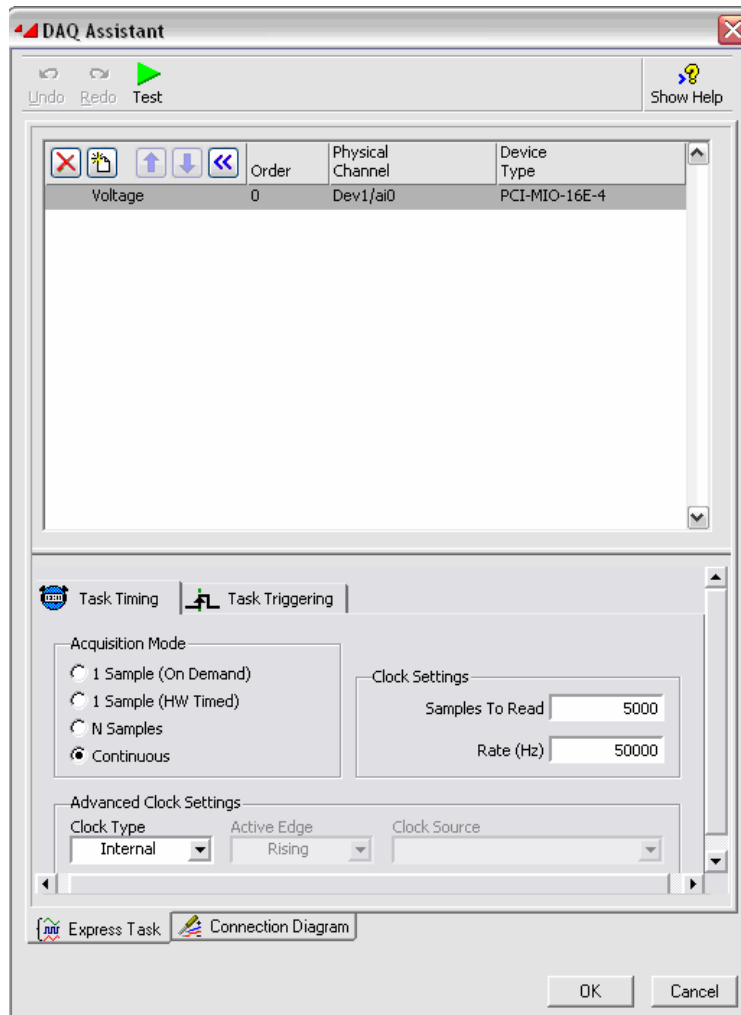 DAQ Assistant
Undo Redo Test Show Help
Order Physical Channel Device Type
Voltage 0 Dev1/ai0 PCI-MIO-16E-4
Task Timing Task Triggering
Acquisition Mode
1 Sample (On Demand)
1 Sample (HW Timed)
N Samples
Continuous
Clock Settings
Samples To Read 5000
Rate (Hz) 50000
Advanced Clock Settings
Clock Type Active Edge Clock Source
Internal Rising
Express Task Connection Diagram
OK Cancel